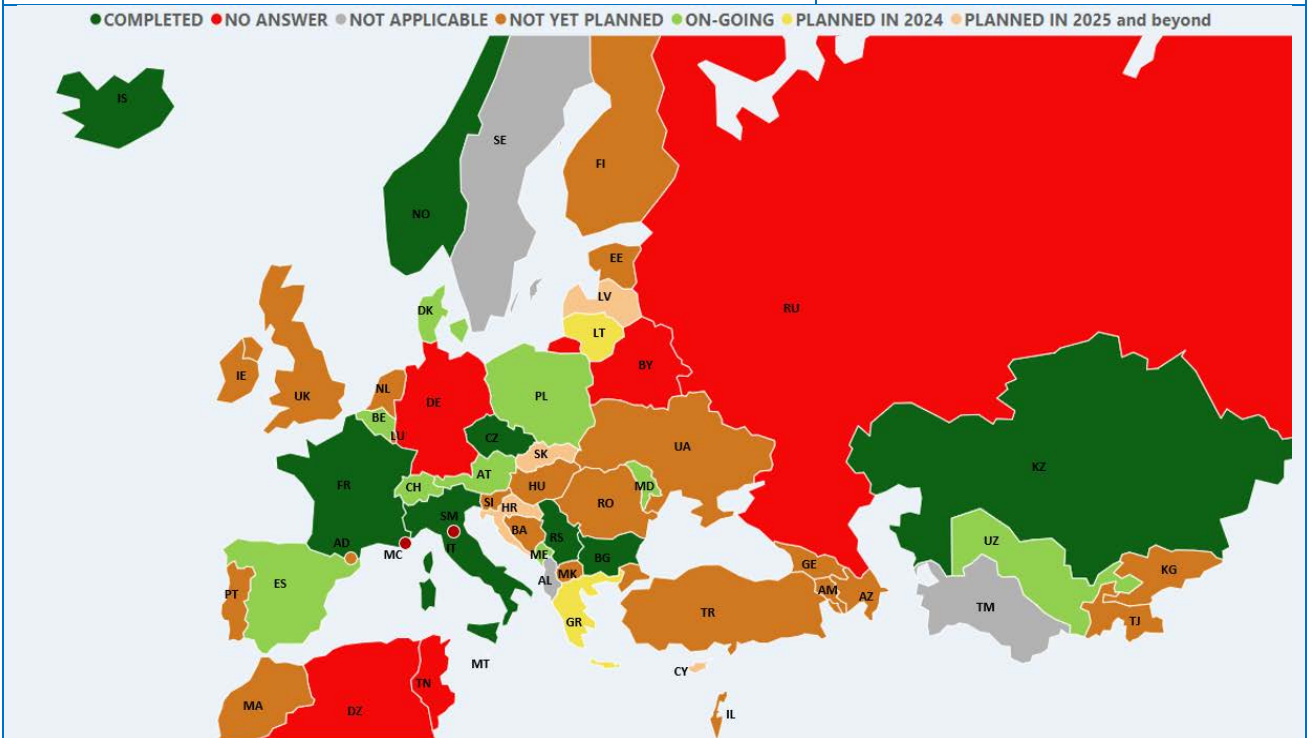 COMPLETED NO ANSWER NOT APPLICABLE NOT YET PLANNED ON-GOING PLANNED IN 2024 PLANNED IN 2025 and beyond
IS
SE
FI
NO
EE
LV
DK
RU
LT
BY
IE
NL
UK
DE
PL
BE
LU
CZ
UA
SK
KZ
FR
CH
AT
HU
MD
SI
HR
RO
SM
BA
RS
UZ
AD
MC
IT
ME
BG
GE
KG
ES
AL
MK
PT
AM
AZ
TM
TR
TJ
GR
MT
CY
TN
MA
DZ
IL